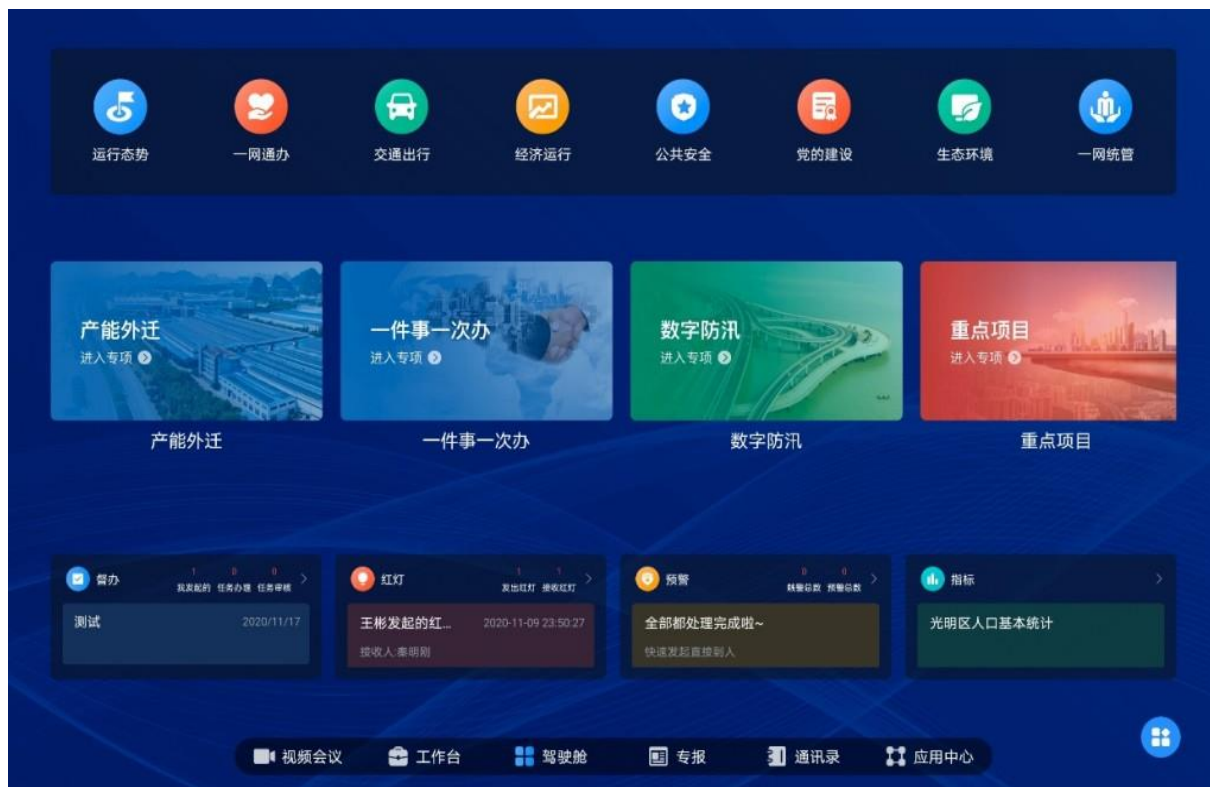 运行态势 一网通办 交通出行 经济运行 公共安全 党的建设 生态环境 一网统管
产能外迁 一件事一次办 数字防汛 重点项目
进入专项 进入专项 进入专项 进入专项
产能外迁 一件事一次办 数字防汛 重点项目
督办 1 0 0
我发起的 任务办理 任务审核
红灯 1 1
发出红灯 接收红灯
预警 0 0
预警总数
指标
测试 2020/11/17
王彬发起的红... 2020-11-09 23:50:27
接收人:秦明刚
全部都处理完成啦~
快速发起直接到人
光明区人口基本统计
视频会议 工作台 驾驶舱 专报 通讯录 应用中心